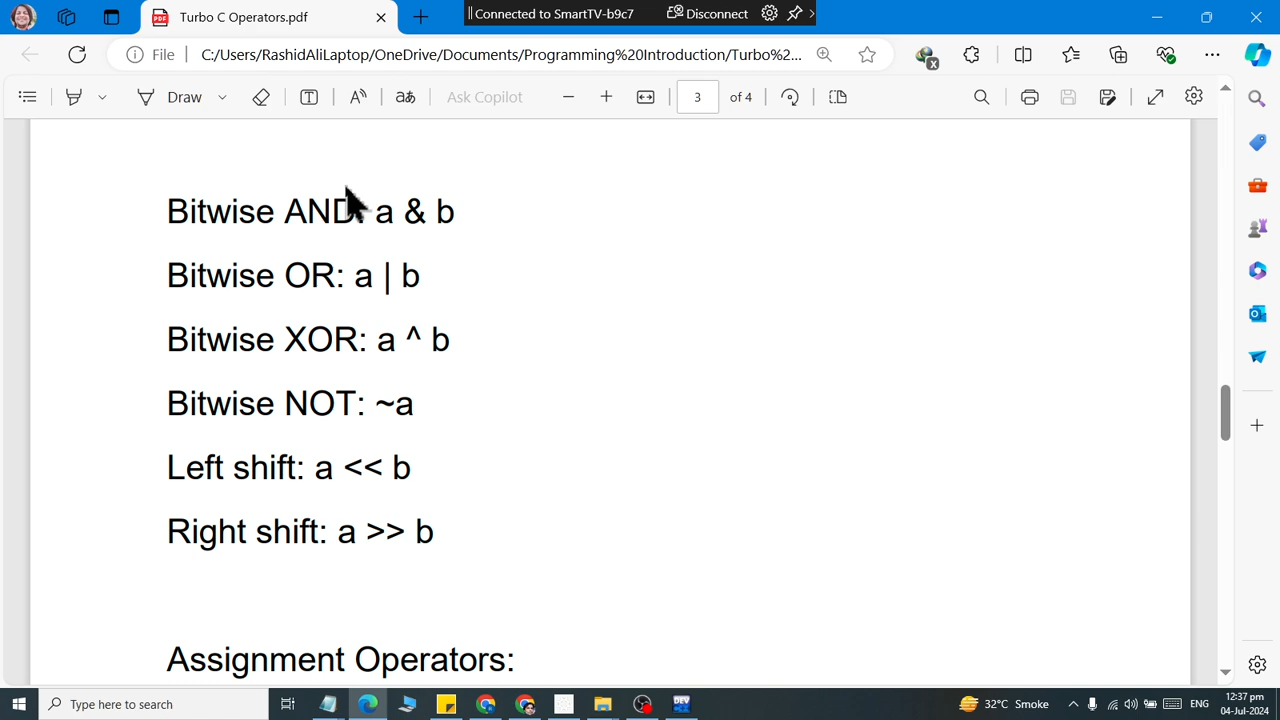 Turbo C Operators.pdf
Connected to SmartTV-b9c7
Disconnect
File
C:/Users/RashidAliLaptop/OneDrive/Documents/Programming%20Introduction/Turbo%2...
Draw
Ask Copilot
3 of 4
Bitwise AND: a & b
Bitwise OR: a | b
Bitwise XOR: a ^ b
Bitwise NOT: ~a
Left shift: a << b
Right shift: a >> b
Assignment Operators:
Type here to search
DEV
32°C Smoke
ENG
12:37 pm
04-Jul-2024